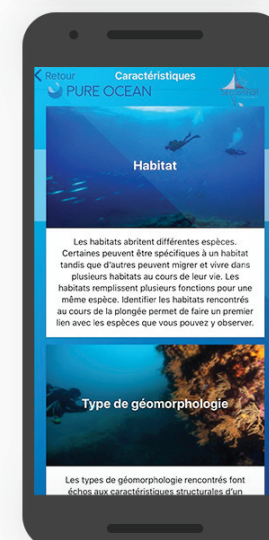 Retour Caractéristiques
PURE OCEAN
Habitat
Les habitats abritent différentes espèces.
Certaines peuvent être spécifiques à un habitat
tandis que d'autres peuvent migrer et vivre dans
plusieurs habitats au cours de leur vie. Les
habitats remplissent plusieurs fonctions pour une
même espèce. Identifier les habitats rencontrés
au cours de la plongée permet de faire un premier
lien avec les espèces que vous pouvez y observer.
Type de géomorphologie
Les types de géomorphologie rencontrés font
échos aux caractéristiques structurales d'un